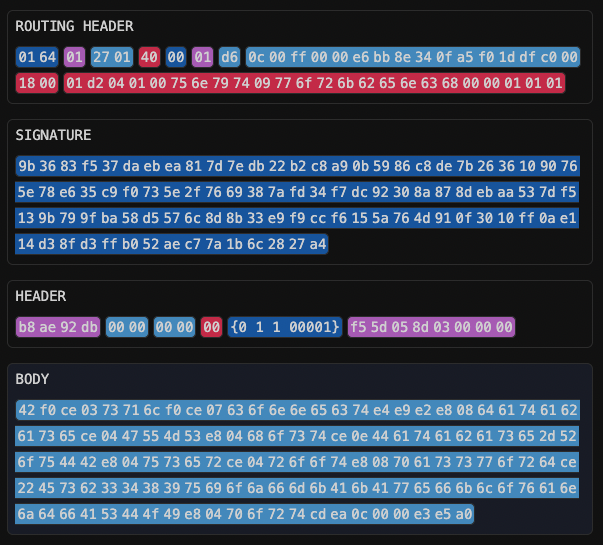 ROUTING HEADER
01 64 01 27 01 40 00 01 d6 0c 00 ff 00 00 e6 bb 8e 34 0f a5 f0 1d df c0 00
18 00 01 d2 04 01 00 75 6e 79 74 09 77 6f 72 6b 62 65 6e 63 68 00 00 01 01 01
SIGNATURE
9b 36 83 f5 37 da eb ea 81 7d 7e db 22 b2 c8 a9 0b 59 86 c8 de 7b 26 36 10 90 76
5e 78 e6 35 c9 f0 73 5e 2f 76 69 38 7a fd 34 f7 dc 92 30 8a 87 8d eb aa 53 7d f5
13 9b 79 9f ba 58 d5 57 6c 8d 8b 33 e9 f9 cc f6 15 5a 76 4d 91 0f 30 10 ff 0a e1
14 d3 8f d3 ff b0 52 ae c7 7a 1b 6c 28 27 a4
HEADER
b8 ae 92 db 00 00 00 00 00 {0 1 1 00001} f5 5d 05 8d 03 00 00 00
BODY
42 f0 ce 03 73 71 6c f0 ce 07 63 6f 6e 6e 65 63 74 e4 e9 e2 e8 08 64 61 74 61 62
61 73 65 ce 04 47 55 4d 53 e8 04 68 6f 73 74 ce 0e 44 61 74 61 62 61 73 65 2d 52
6f 75 44 42 e8 04 75 73 65 72 ce 04 72 6f 6f 74 e8 08 70 61 73 73 77 6f 72 64 ce
22 45 73 62 33 34 38 39 75 69 6f 6a 66 6d 6b 41 6b 41 77 65 66 6b 6c 6f 76 61 6e
6a 64 66 41 53 44 4f 49 e8 04 70 6f 72 74 cd ea 0c 00 00 e3 e5 a0